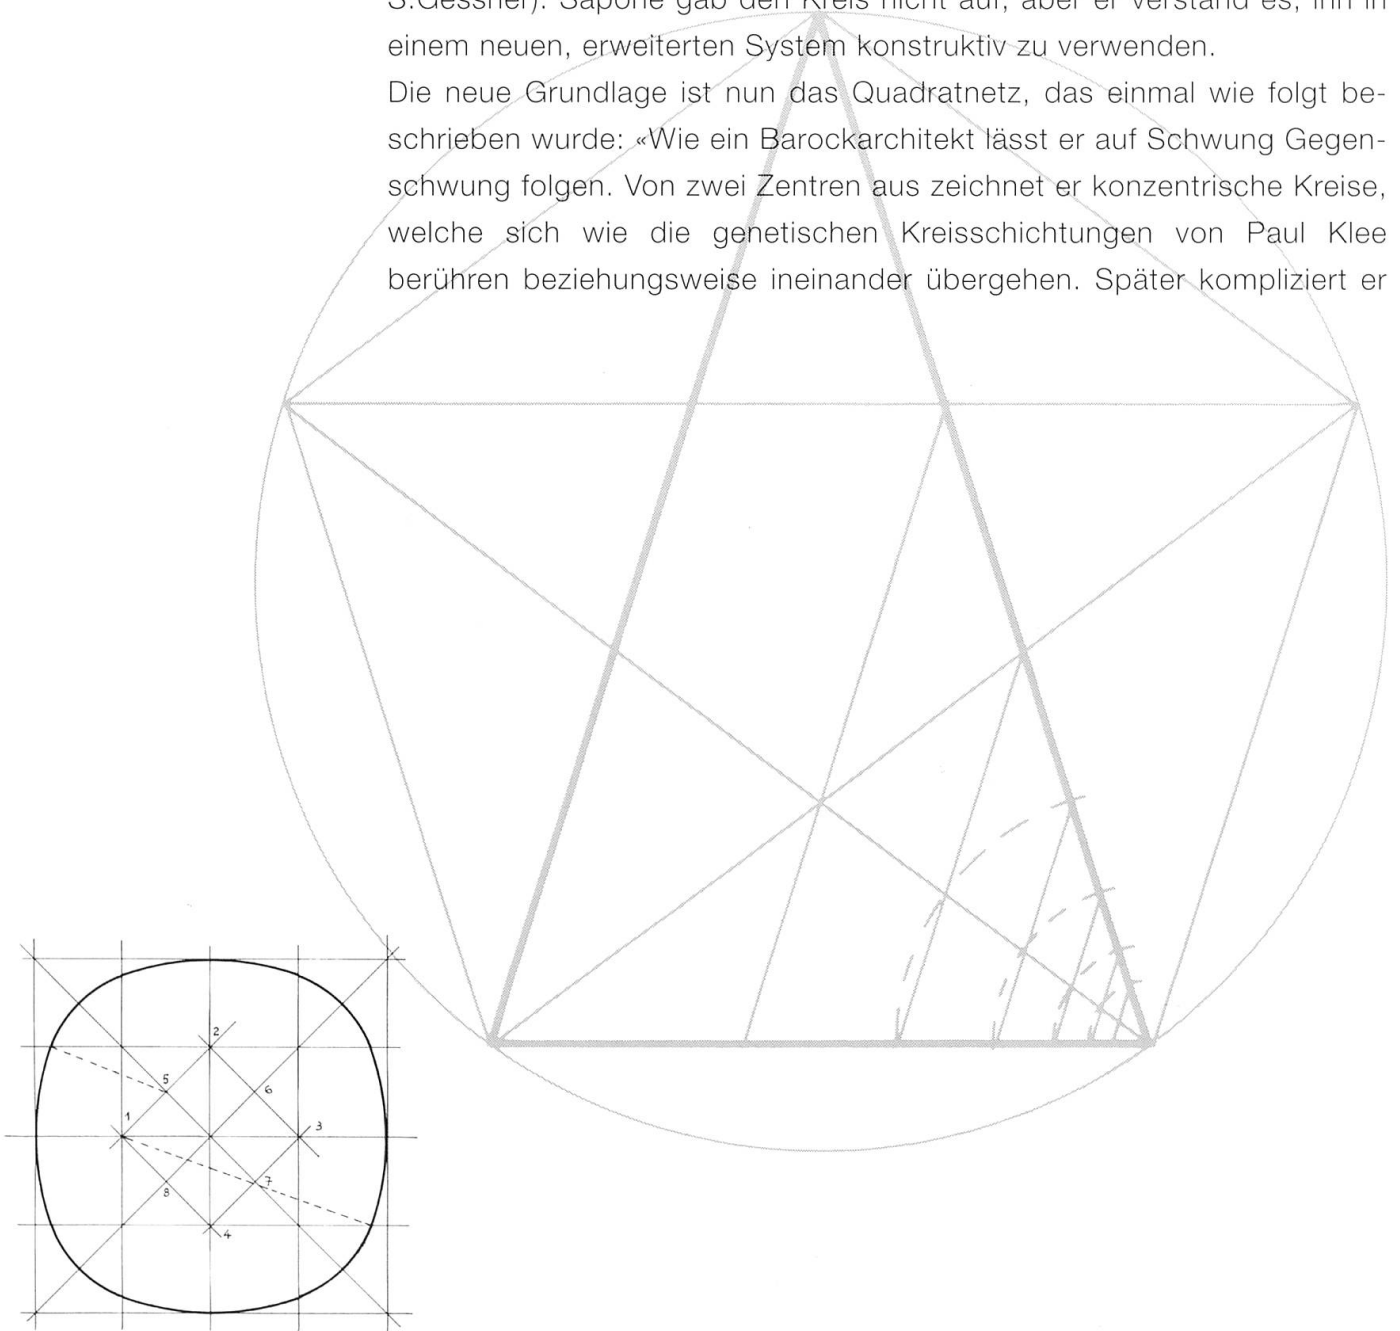 S.Gessner). Sapone gab den Kreis nicht auf, aber er verstand es, ihn in
einem neuen, erweiterten System konstruktiv zu verwenden.
Die neue Grundlage ist nun das Quadratnetz, das einmal wie folgt be-
schrieben wurde: «Wie ein Barockarchitekt lässt er auf Schwung Gegen-
schwung folgen. Von zwei Zentren aus zeichnet er konzentrische Kreise,
welche sich wie die genetischen Kreisschichtungen von Paul Klee
berühren beziehungsweise ineinander übergehen. Später kompliziert er
2
5
6
1
3
8
7
4